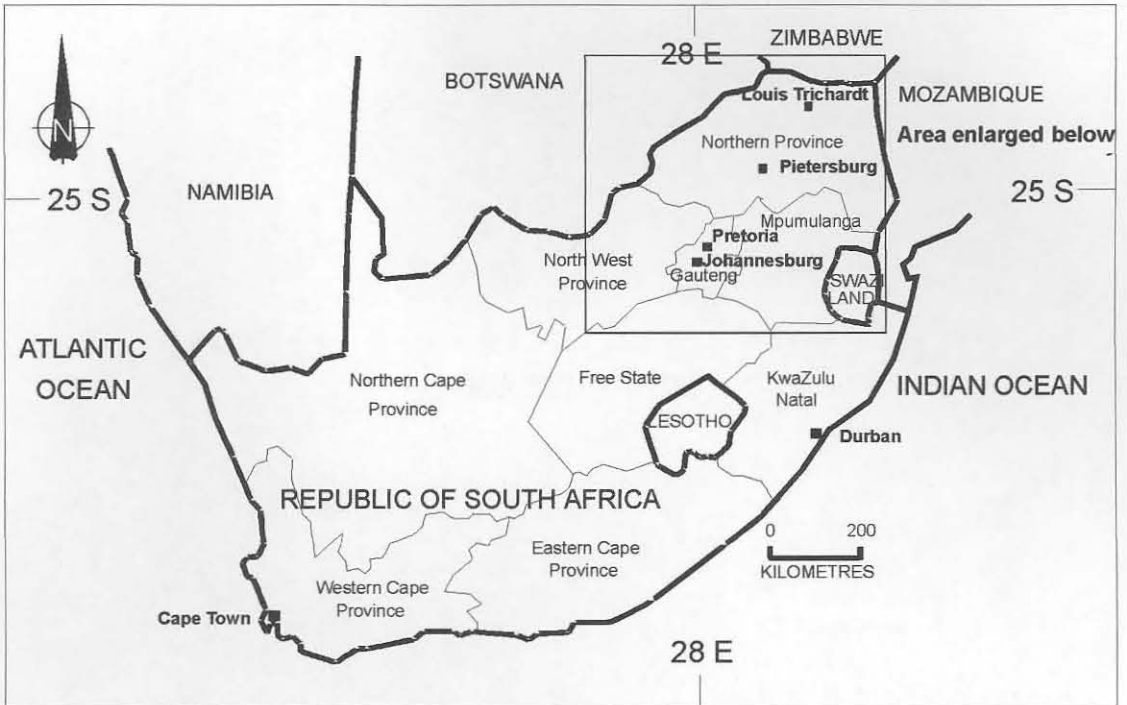 ZIMBABWE
28 E
BOTSWANA
Louis Trichardt
MOZAMBIQUE
Area enlarged below
Northern Province
N
Pietersburg
25 S
NAMIBIA
25 S
Mpumulanga
Pretoria
North West
Province
Johannesburg
Gauteng
SWAZI
LAND
ATLANTIC
OCEAN
Northern Cape
Province
Free State
KwaZulu
Natal
INDIAN OCEAN
LESOTHO
Durban
REPUBLIC OF SOUTH AFRICA
0 200
KILOMETRES
Eastern Cape
Province
Western Cape
Province
Cape Town
28 E